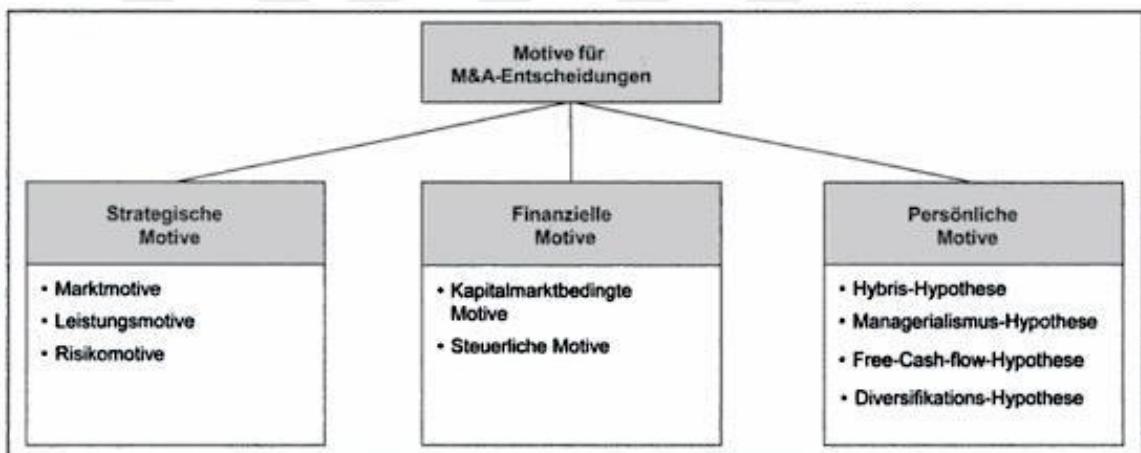 Motive für
M&A-Entscheidungen
Strategische
Motive
• Marktmotive
• Leistungsmotive
• Risikomotive
Finanzielle
Motive
• Kapitalmarktbedingte
Motive
• Steuerliche Motive
Persönliche
Motive
• Hybris-Hypothese
• Managerialismus-Hypothese
• Free-Cash-flow-Hypothese
• Diversifikations-Hypothese